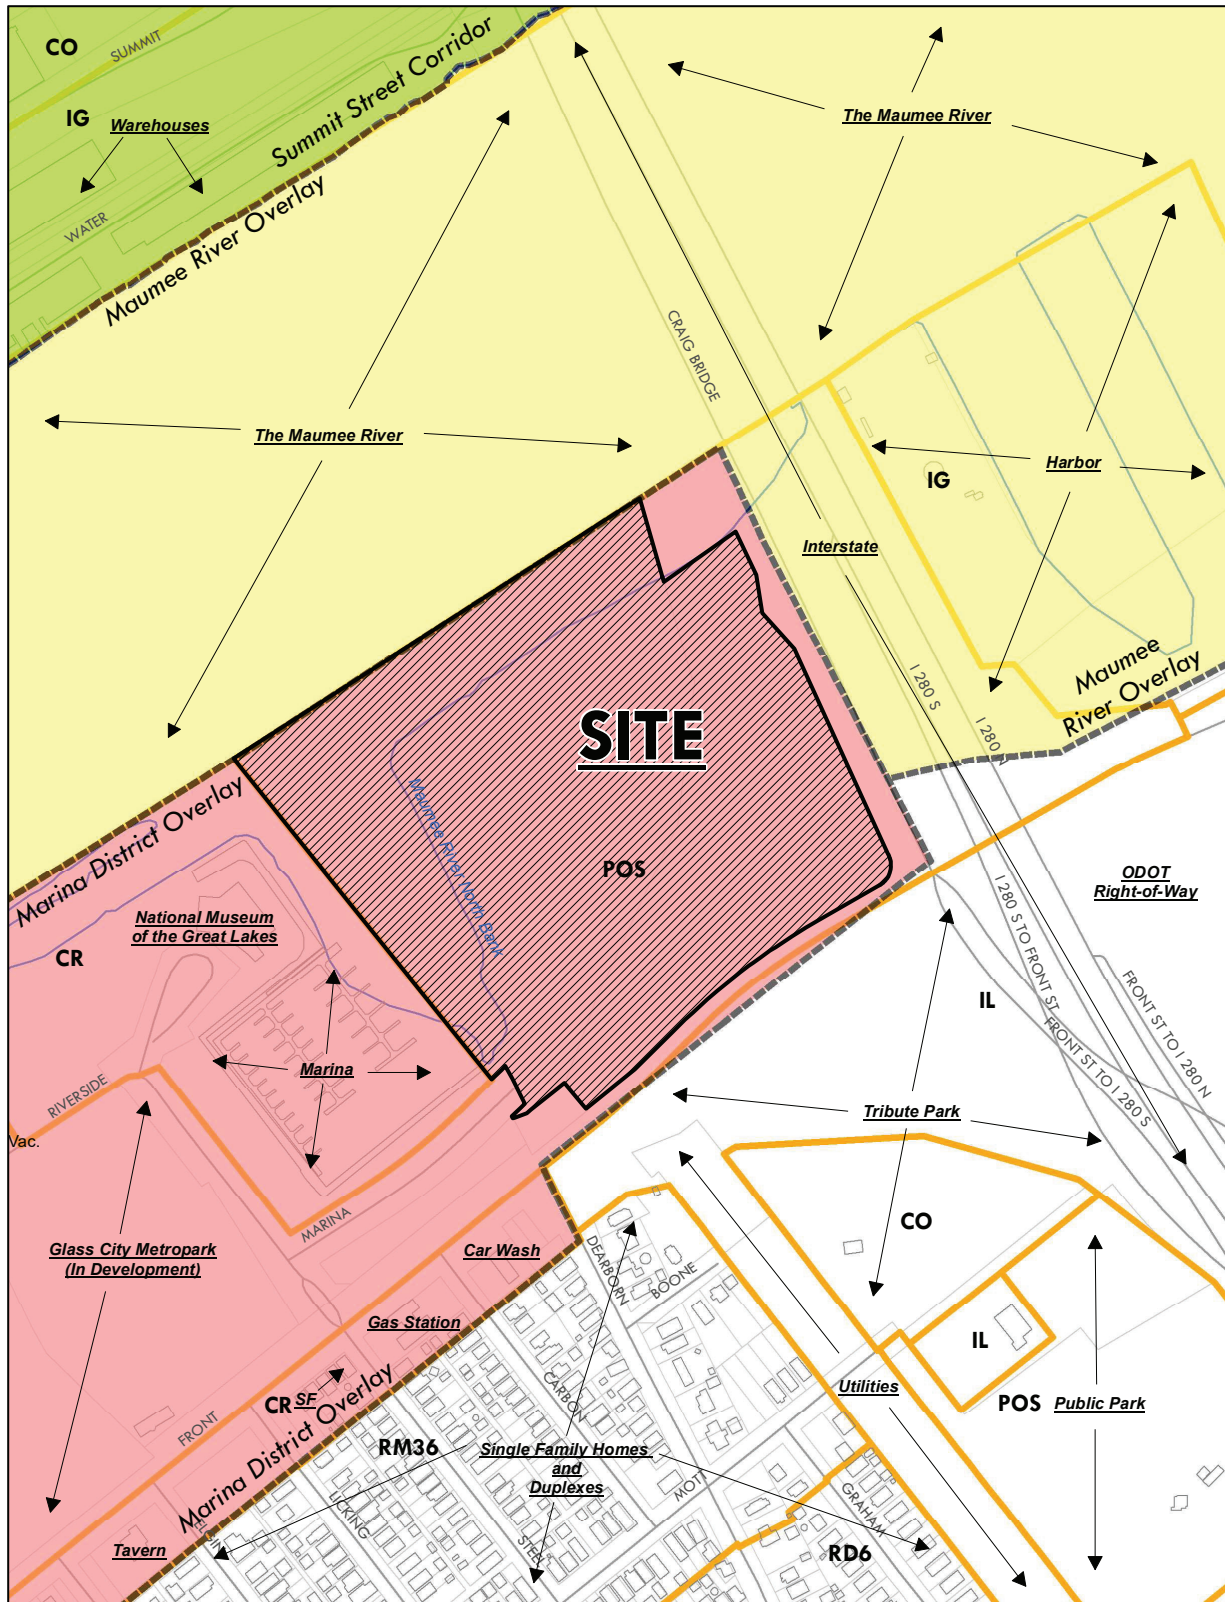 CO
SUMMIT
IG
Warehouses
Summit Street Corridor
WATER
Maumee River Overlay
The Maumee River
CRAIG BRIDGE
The Maumee River
IG
Harbor
Interstate
Maumee
River Overlay
I 280 S
I 280 N
SITE
Maumee River North Bank
POS
Marina District Overlay
National Museum
of the Great Lakes
CR
ODOT
Right-of-Way
I 280 S TO FRONT ST
FRONT ST TO I 280 N
IL
FRONT ST TO I 280 S
RIVERSIDE
Marina
Tribute Park
Vac.
MARINA
CO
Glass City Metropark
(In Development)
Car Wash
DEARBORN
BOONE
Gas Station
IL
CR
SF
CARBON
Utilities
POS
Public Park
FRONT
Marina District Overlay
RM36
Single Family Homes
and
Duplexes
MOTT
LICKING
GRAHAM
STEEL
ELGIN
Tavern
RD6